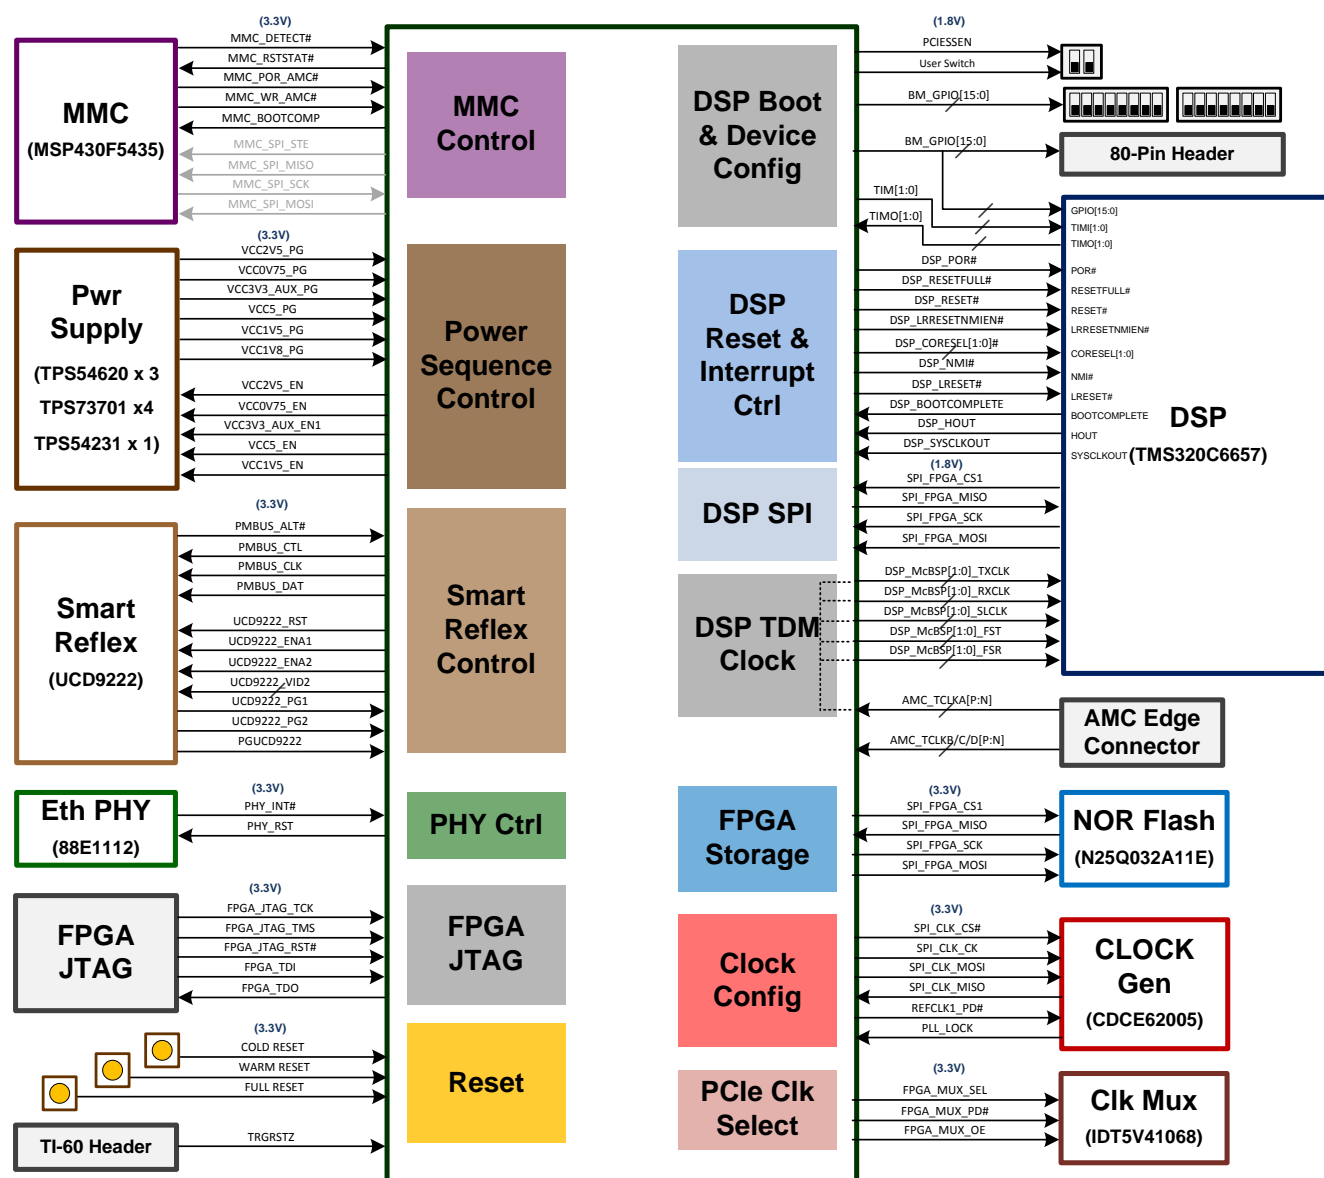 (3.3V)
MMC_DETECT#
MMC_RSTSTAT#
MMC_POR_AMC#
MMC_WR_AMC#
MMC_BOOTCOMP
MMC_SPI_STE
MMC_SPI_MISO
MMC_SPI_SCK
MMC_SPI_MOSI
MMC
(MSP430F5435)
MMC
Control
(3.3V)
VCC2V5_PG
VCC0V75_PG
VCC3V3_AUX_PG
VCC5_PG
VCC1V5_PG
VCC1V8_PG
VCC2V5_EN
VCC0V75_EN
VCC3V3_AUX_EN1
VCC5_EN
VCC1V5_EN
Pwr
Supply
(TPS54620 x 3
TPS73701 x4
TPS54231 x 1)
Power
Sequence
Control
(3.3V)
PMBUS_ALT#
PMBUS_CTL
PMBUS_CLK
PMBUS_DAT
UCD9222_RST
UCD9222_ENA1
UCD9222_ENA2
UCD9222_VID2
UCD9222_PG1
UCD9222_PG2
PGUCD9222
Smart
Reflex
(UCD9222)
Smart
Reflex
Control
(3.3V)
PHY_INT#
PHY_RST
Eth PHY
(88E1112)
PHY Ctrl
(3.3V)
FPGA_JTAG_TCK
FPGA_JTAG_TMS
FPGA_JTAG_RST#
FPGA_TDI
FPGA_TDO
FPGA
JTAG
FPGA
JTAG
(3.3V)
COLD RESET
WARM RESET
FULL RESET
Reset
TI-60 Header
TRGRSTZ
(1.8V)
PCIESSEN
User Switch
BM_GPIO[15:0]
BM_GPIO[15:0]
TIM[1:0]
TIMO[1:0]
DSP Boot
& Device
Config
80-Pin Header
DSP_POR#
DSP_RESETFULL#
DSP_RESET#
DSP_LRRESETNMIEN#
DSP_CORESEL[1:0]#
DSP_NMI#
DSP_LRESET#
DSP_BOOTCOMPLETE
DSP_HOUT
DSP_SYSCLKOUT
DSP
Reset &
Interrupt
Ctrl
GPIO[15:0]
TIMI[1:0]
TIMO[1:0]
POR#
RESETFULL#
RESET#
LRRESETNMIEN#
CORESEL[1:0]
NMI#
LRESET#
BOOTCOMPLETE
HOUT
SYSCLKOUT
DSP
(TMS320C6657)
(1.8V)
SPI_FPGA_CS1
SPI_FPGA_MISO
SPI_FPGA_SCK
SPI_FPGA_MOSI
DSP SPI
DSP_McBSP[1:0]_TXCLK
DSP_McBSP[1:0]_RXCLK
DSP_McBSP[1:0]_SLCLK
DSP_McBSP[1:0]_FST
DSP_McBSP[1:0]_FSR
DSP TDM
Clock
AMC_TCLKA[P:N]
AMC_TCLKB/C/D[P:N]
AMC Edge
Connector
(3.3V)
SPI_FPGA_CS1
SPI_FPGA_MISO
SPI_FPGA_SCK
SPI_FPGA_MOSI
FPGA
Storage
NOR Flash
(N25Q032A11E)
(3.3V)
SPI_CLK_CS#
SPI_CLK_CK
SPI_CLK_MOSI
SPI_CLK_MISO
REFCLK1_PD#
PLL_LOCK
Clock
Config
CLOCK
Gen
(CDCE62005)
(3.3V)
FPGA_MUX_SEL
FPGA_MUX_PD#
FPGA_MUX_OE
PCIe Clk
Select
Clk Mux
(IDT5V41068)